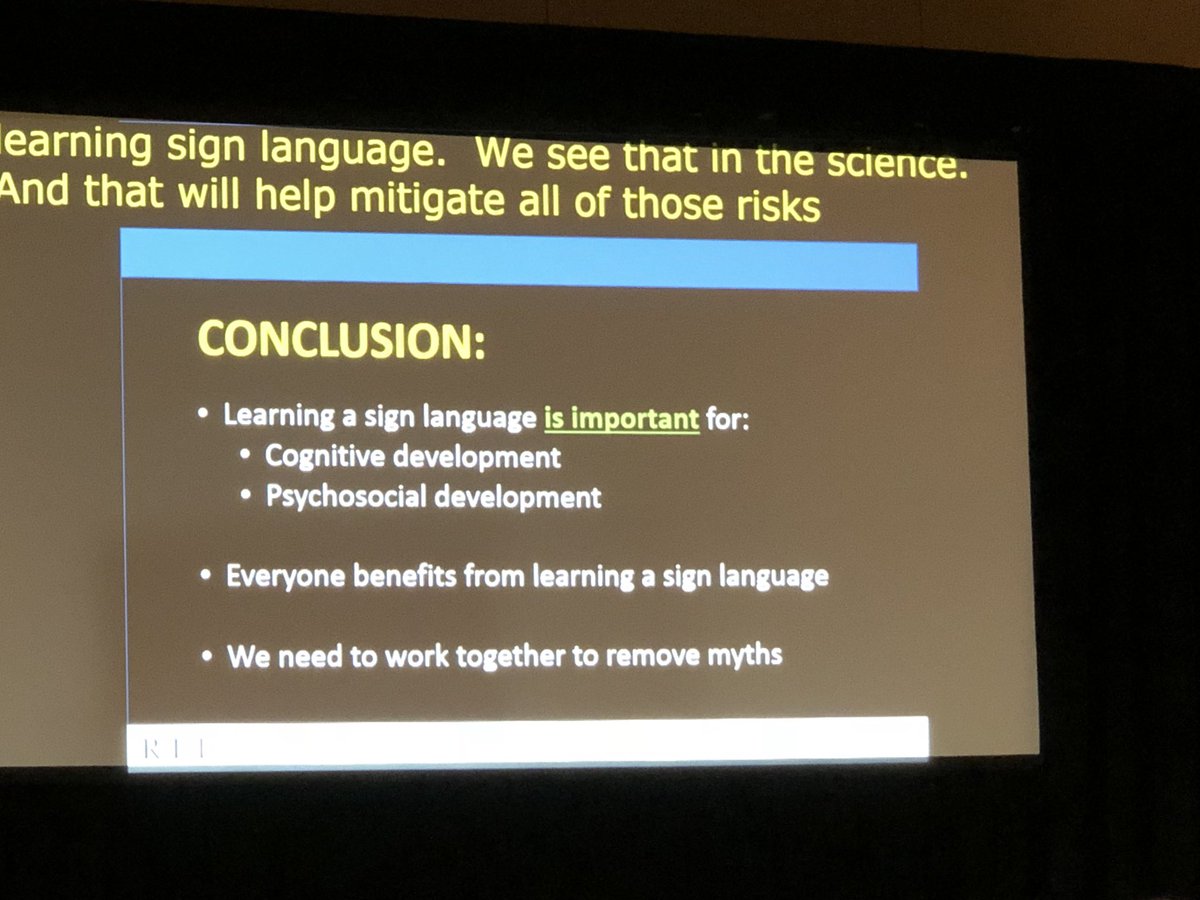 learning sign language.  We see that in the science.
And that will help mitigate all of those risks
CONCLUSION:
• Learning a sign language is important for:
• Cognitive development
• Psychosocial development
• Everyone benefits from learning a sign language
• We need to work together to remove myths